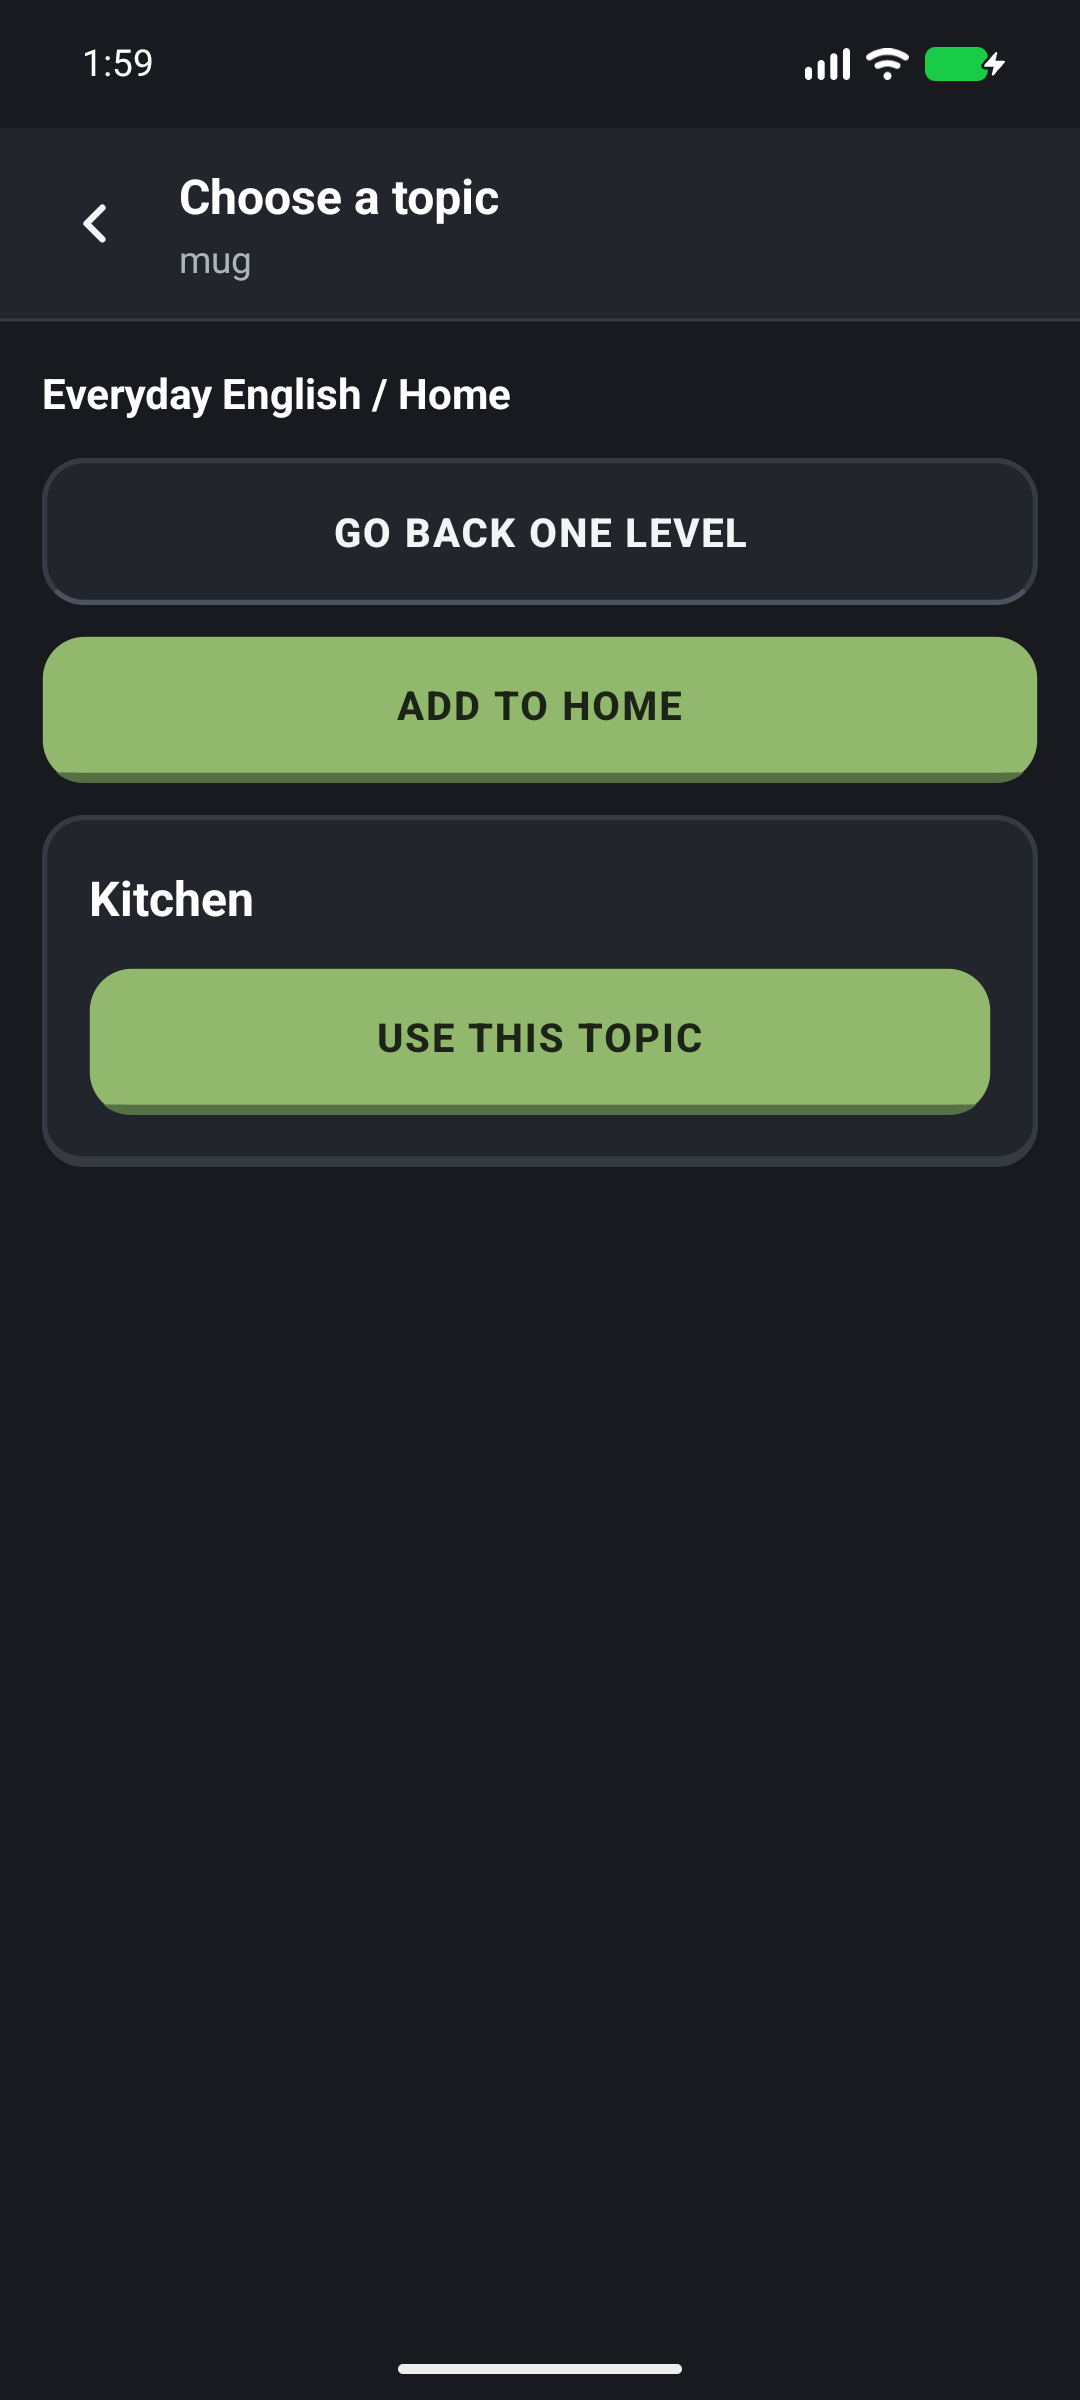 1:59
Choose a topic
mug
Everyday English / Home
GO BACK ONE LEVEL
ADD TO HOME
Kitchen
USE THIS TOPIC